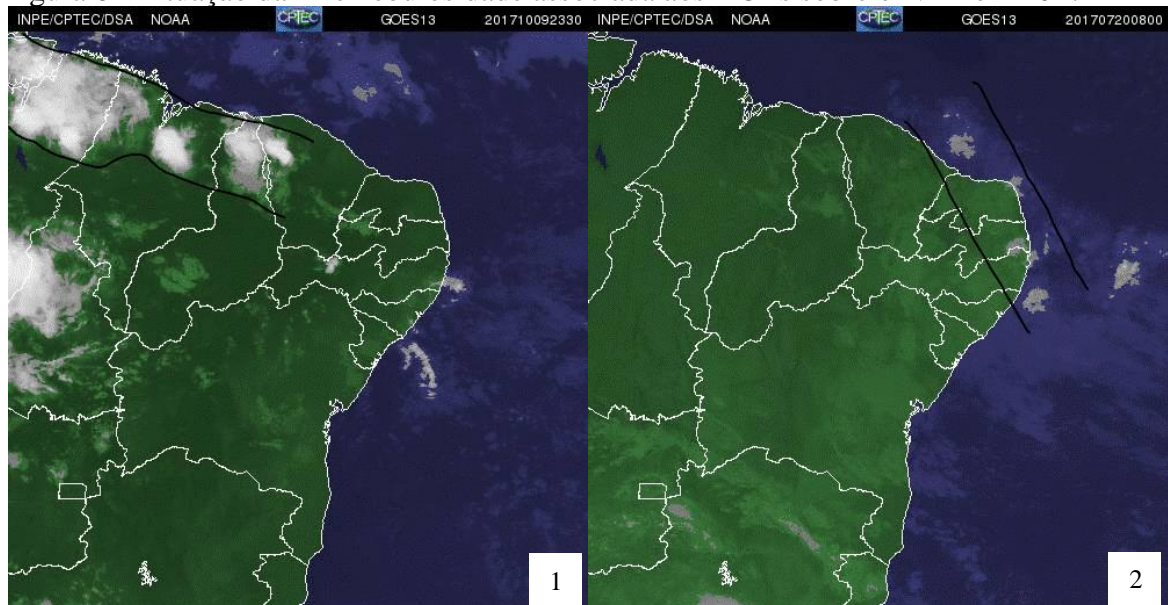 INPE/CPTEC/DSA NOAA CPTEC GOES13 201710092330
INPE/CPTEC/DSA NOAA CPTEC GOES13 201707200800
1
2